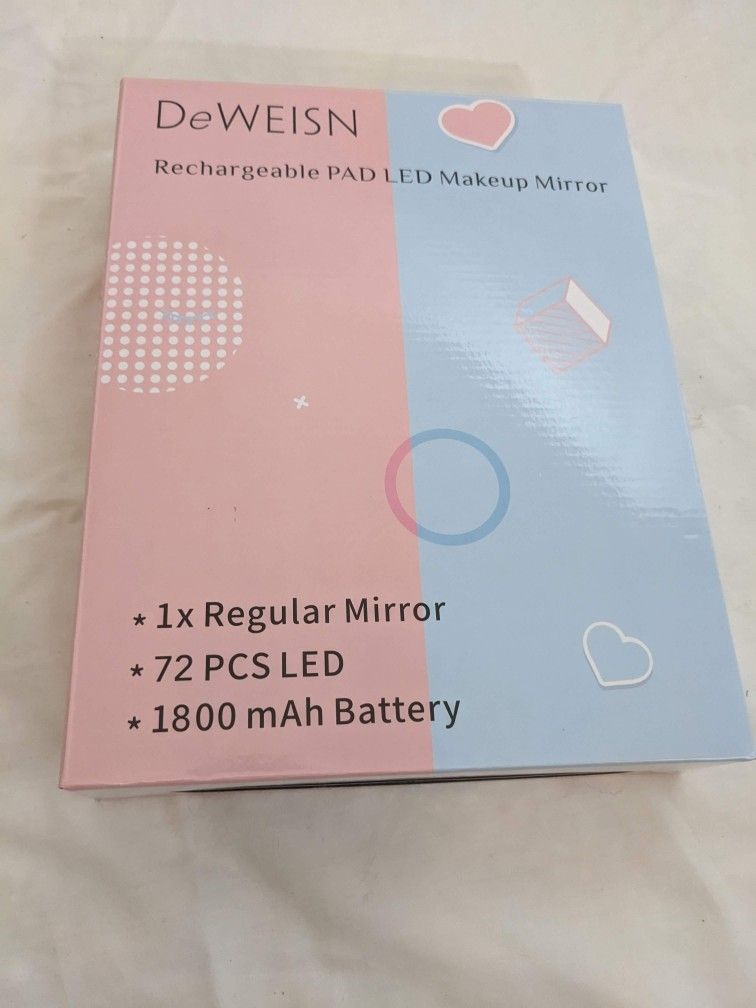 DeWEISN
Rechargeable PAD LED Makeup Mirror
* 1x Regular Mirror
* 72 PCS LED
* 1800 mAh Battery